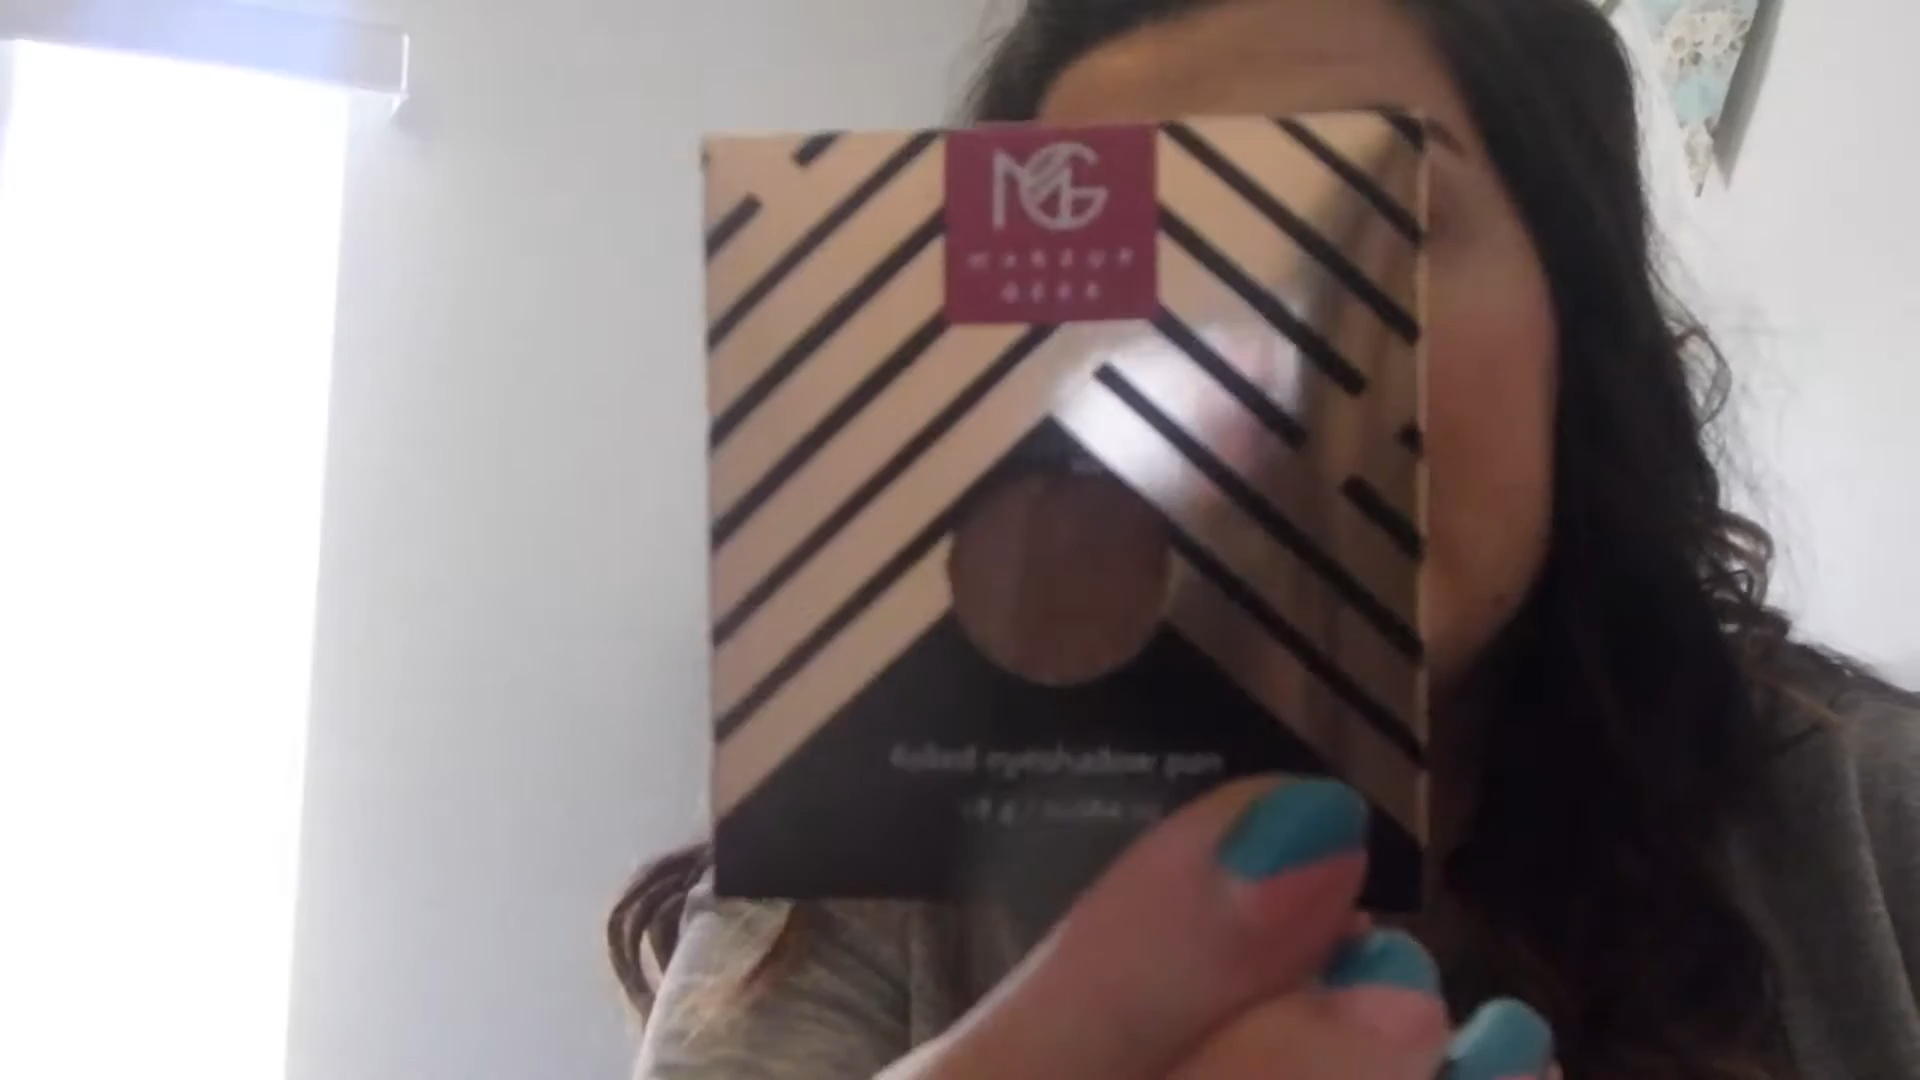 MG
makeup
geek
foiled eyeshadow pan